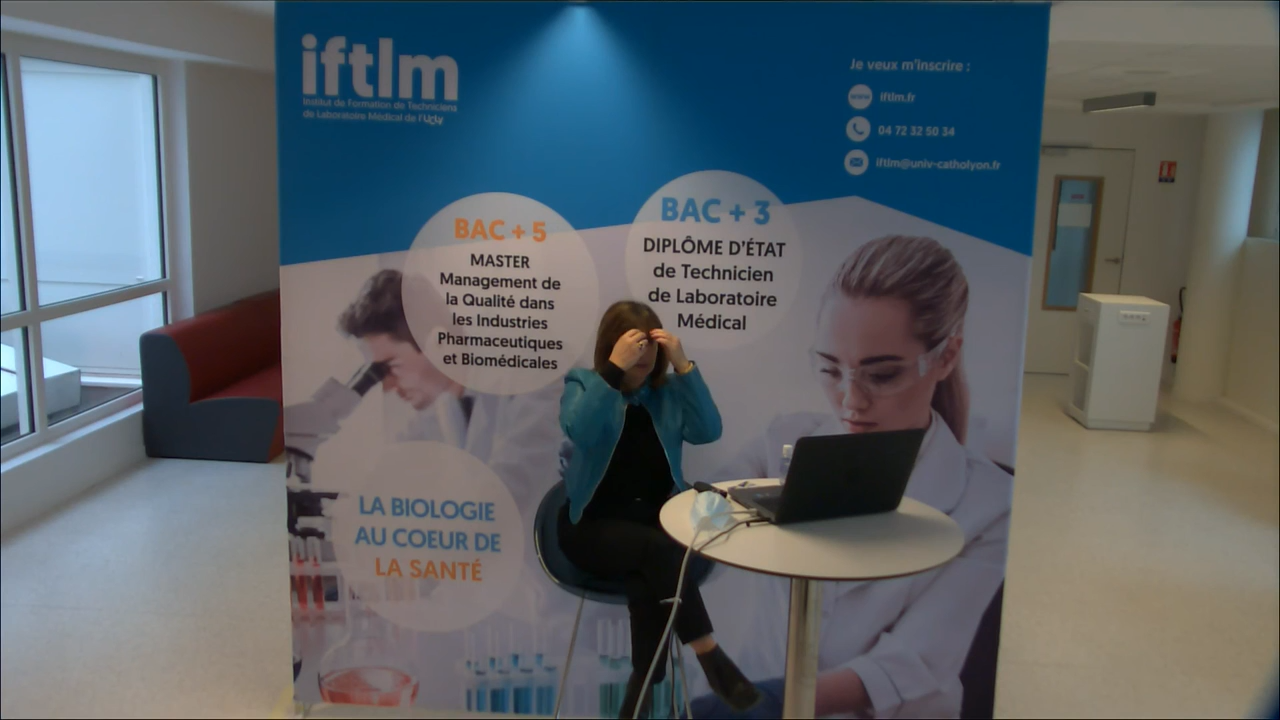 iftlm
Institut de Formation de Techniciens
de Laboratoire Médical de l'Ucly
Je veux m'inscrire :
www iftlm.fr
04 72 32 50 34
iftlm@univ-catholyon.fr
BAC + 5
MASTER
Management de
la Qualité dans
les Industries
Pharmaceutiques
et Biomédicales
BAC + 3
DIPLÔME D'ÉTAT
de Technicien
de Laboratoire
Médical
LA BIOLOGIE
AU COEUR DE
LA SANTÉ